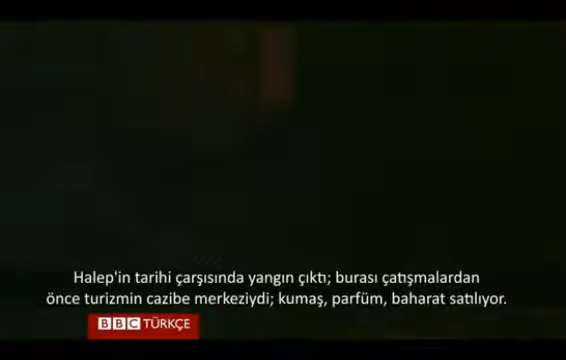 Halep'in tarihi çarşısında yangın çıktı; burası çatışmalardan
önce turizmin cazibe merkeziydi; kumaş, parfüm, baharat satılıyor.
BBC TÜRKÇE